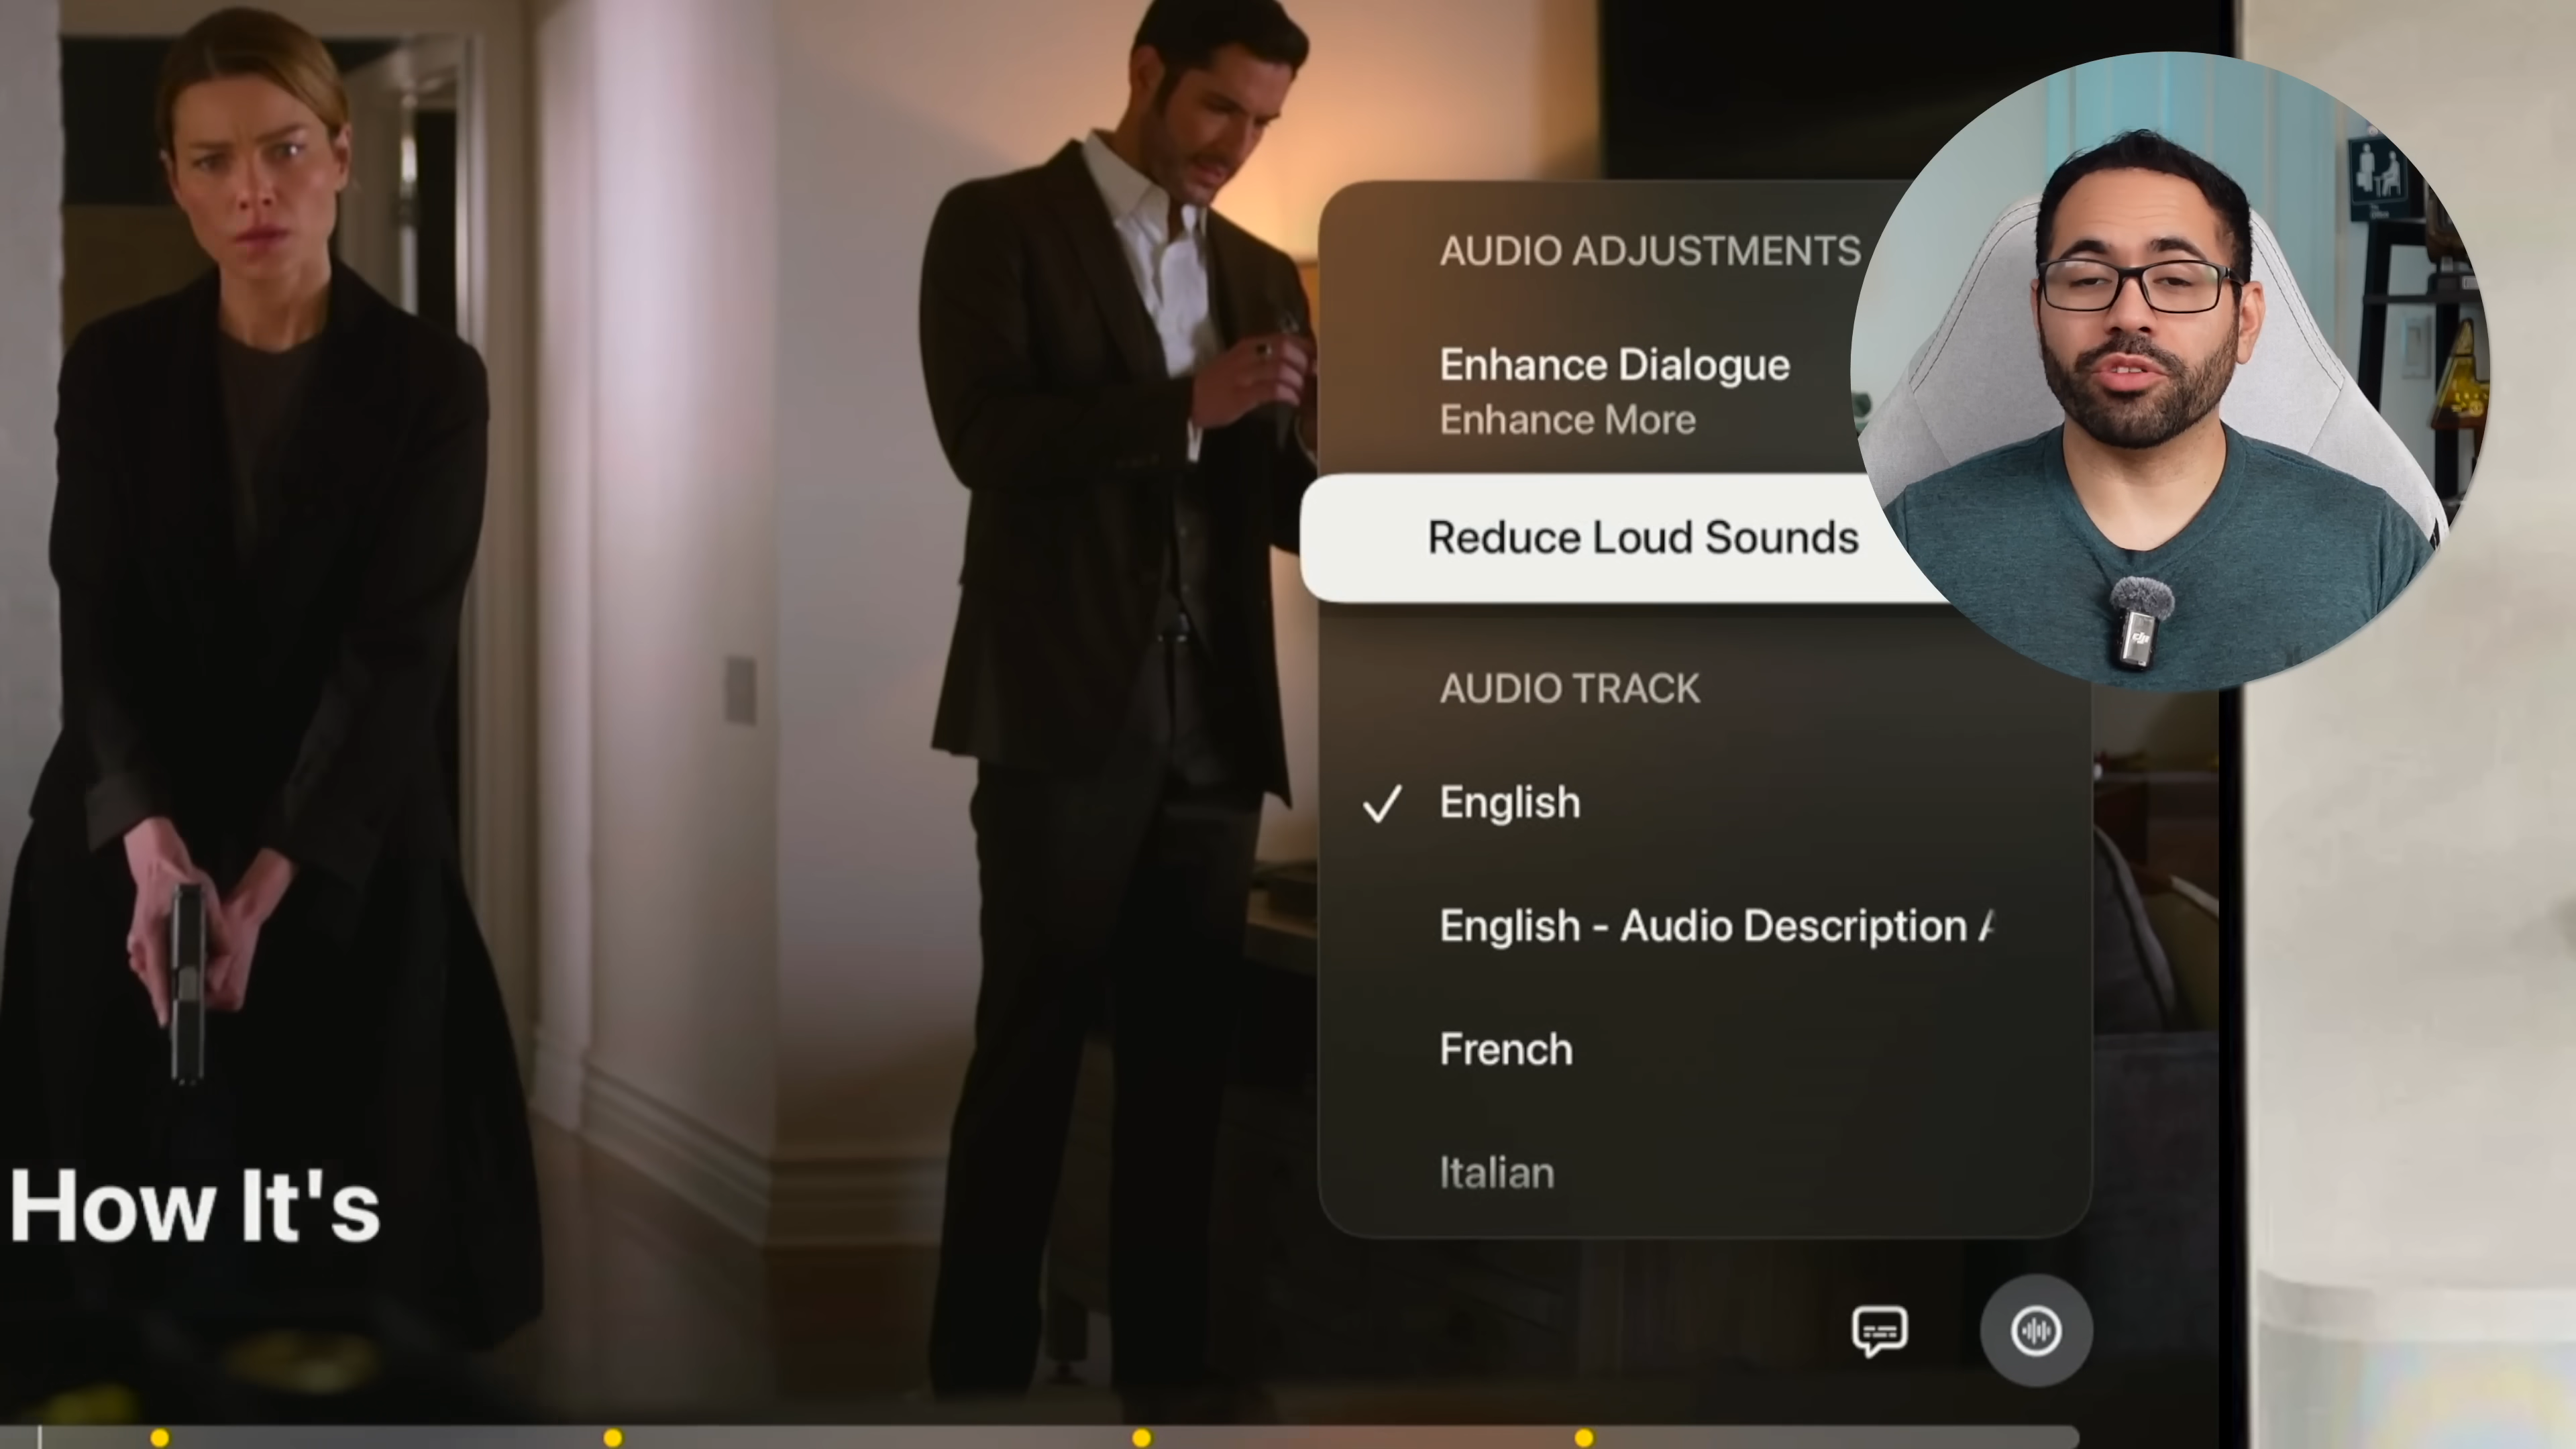 AUDIO ADJUSTMENTS
Enhance Dialogue
Enhance More
Reduce Loud Sounds
AUDIO TRACK
✓ English
English - Audio Description A
French
Italian
How It's
dji